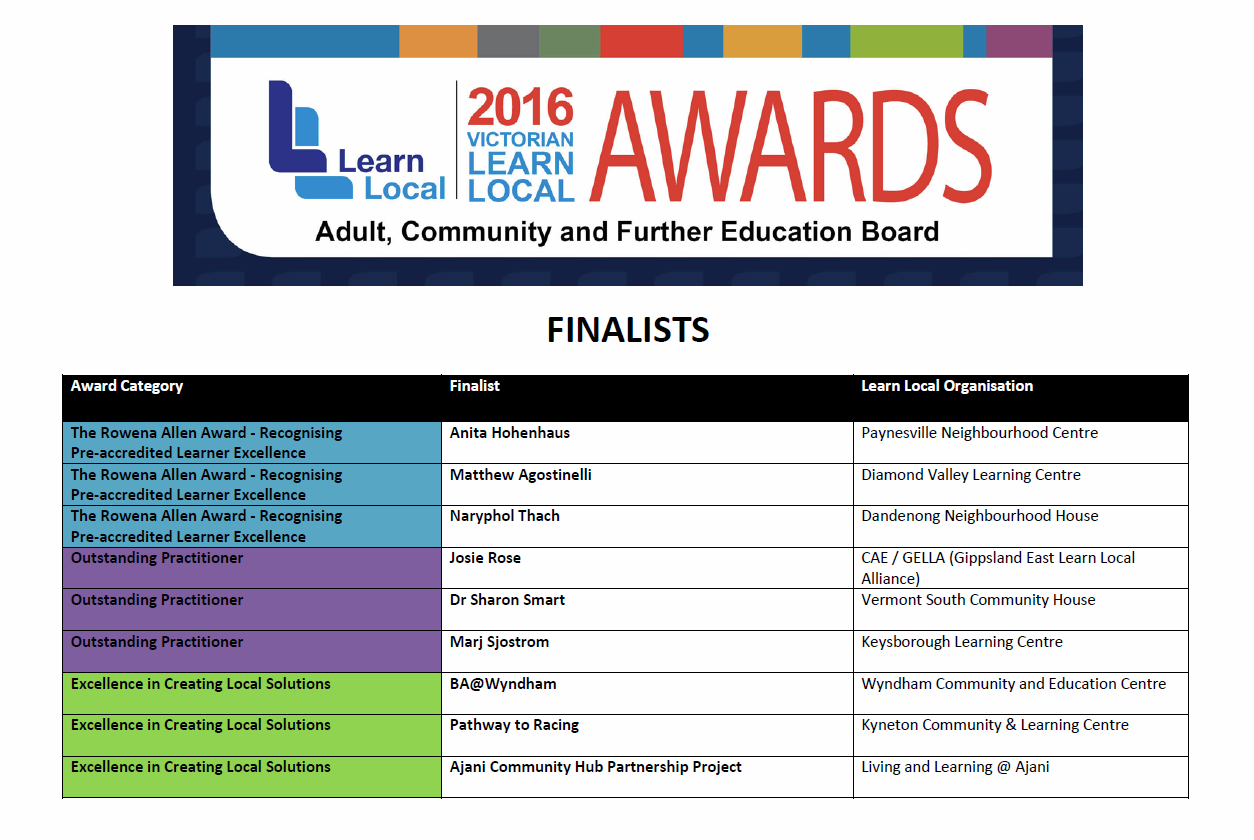 Learn
Local
2016
VICTORIAN
LEARN
LOCAL
AWARDS
Adult, Community and Further Education Board
FINALISTS
Award Category Finalist Learn Local Organisation
The Rowena Allen Award - Recognising Anita Hohenhaus Paynesville Neighbourhood Centre
Pre-accredited Learner Excellence
The Rowena Allen Award - Recognising Matthew Agostinelli Diamond Valley Learning Centre
Pre-accredited Learner Excellence
The Rowena Allen Award - Recognising Naryphol Thach Dandenong Neighbourhood House
Pre-accredited Learner Excellence
Outstanding Practitioner Josie Rose CAE / GELLA (Gippsland East Learn Local
Alliance)
Outstanding Practitioner Dr Sharon Smart Vermont South Community House
Outstanding Practitioner Marj Sjostrom Keysborough Learning Centre
Excellence in Creating Local Solutions BA@Wyndham Wyndham Community and Education Centre
Excellence in Creating Local Solutions Pathway to Racing Kyneton Community & Learning Centre
Excellence in Creating Local Solutions Ajani Community Hub Partnership Project Living and Learning @ Ajani